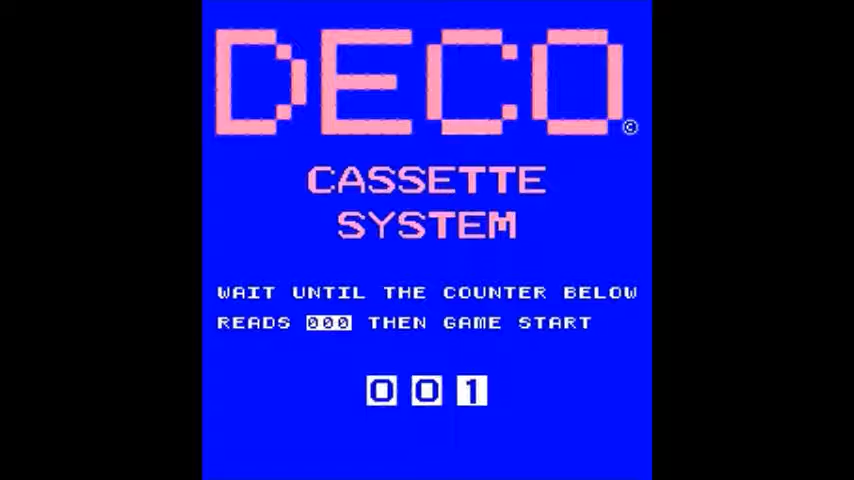 DECO©
CASSETTE
SYSTEM
WAIT UNTIL THE COUNTER BELOW
READS 000 THEN GAME START
001